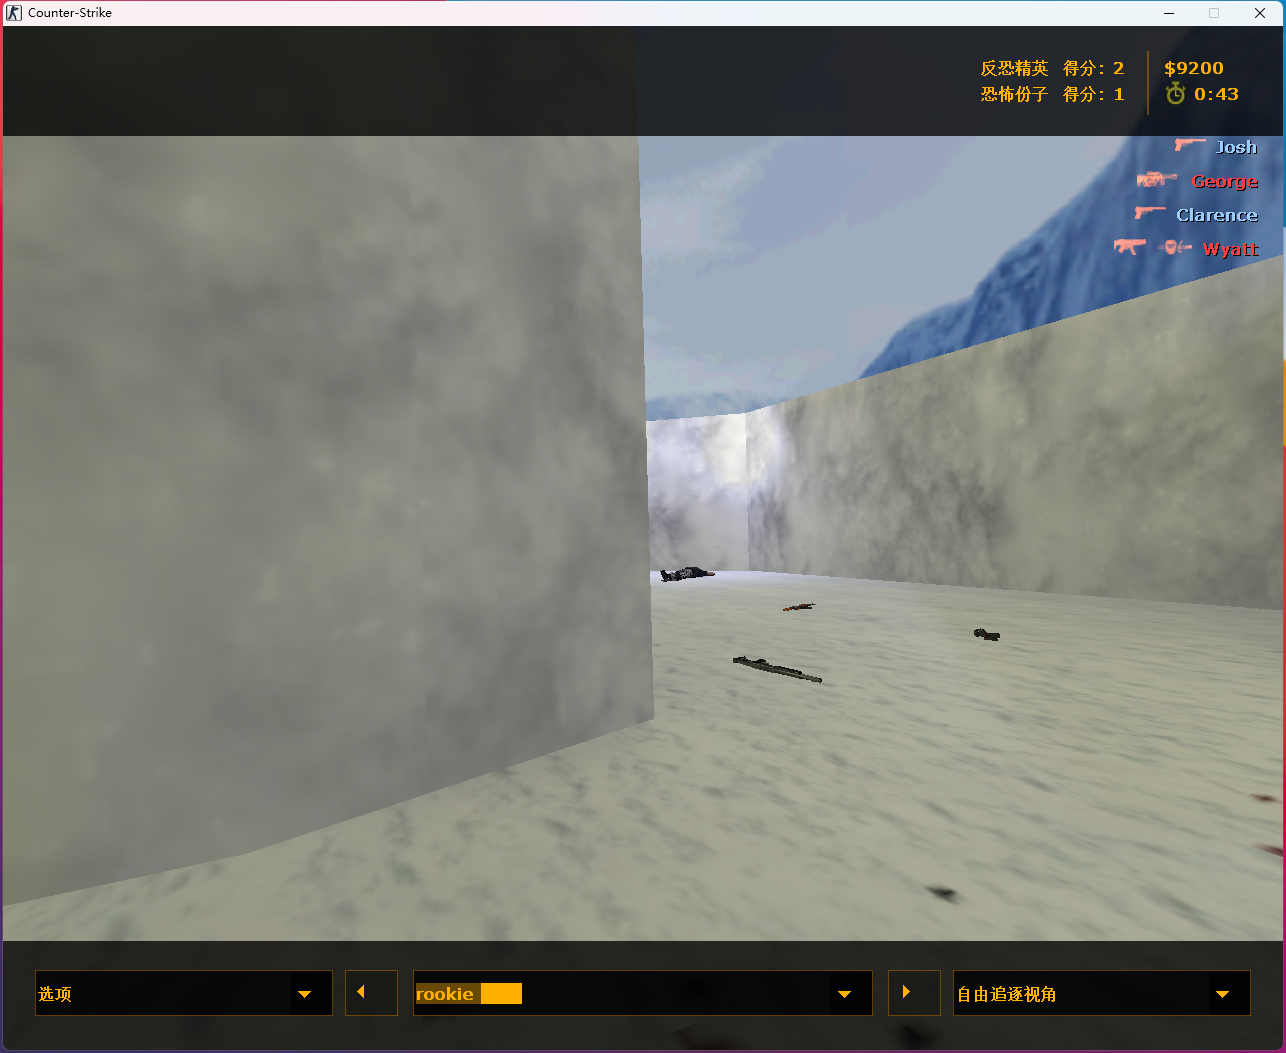 Counter-Strike
反恐精英 得分: 2 $9200
恐怖份子 得分: 1 0:43
Josh
George
Clarence
Wyatt
选项 rookie 自由追逐视角